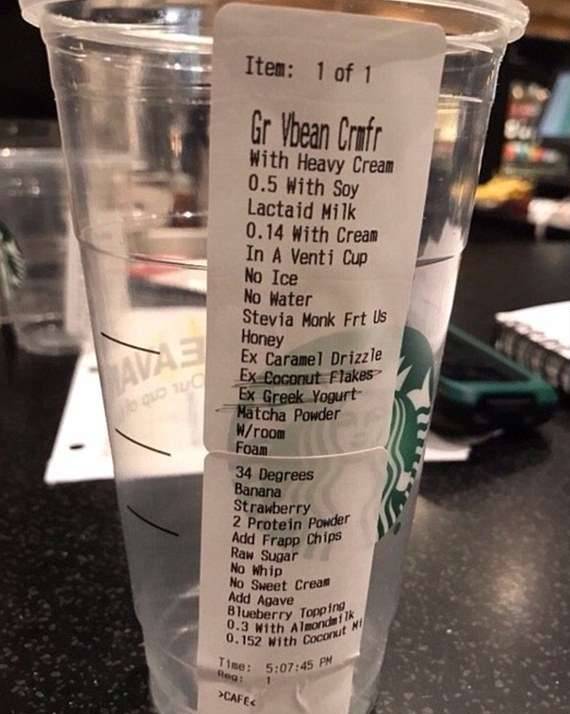 Item: 1 of 1
Gr Vbean Crmfr
With Heavy Cream
0.5 With Soy
Lactaid Milk
0.14 With Cream
In A Venti Cup
No Ice
No Water
Stevia Monk Frt Us
Honey
Ex Caramel Drizzle
Ex Coconut Flakes
Ex Greek Yogurt
Matcha Powder
W/room
Foam
34 Degrees
Banana
Strawberry
2 Protein Powder
Add Frapp Chips
Raw Sugar
No Whip
No Sweet Cream
Add Agave
Blueberry Topping
0.3 With Almondmilk
0.152 With Coconut Mi
Time: 5:07:45 PM
Reg: 1
>CAFE<